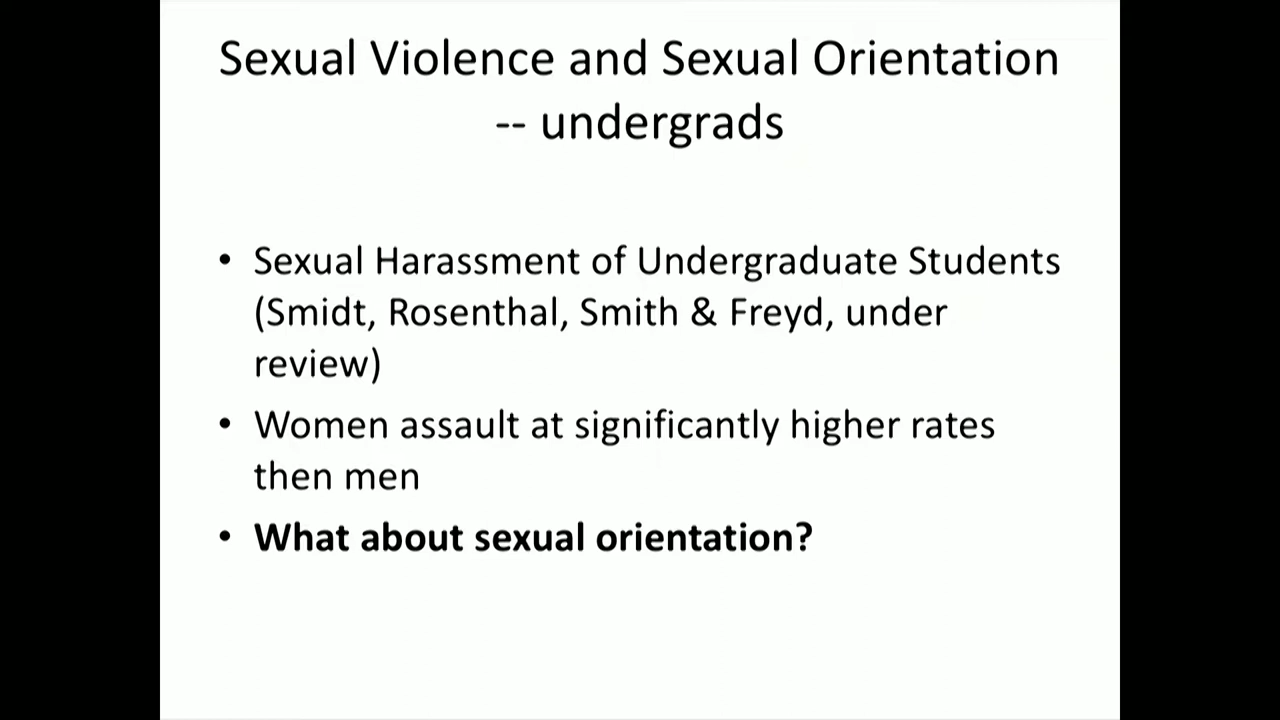 Sexual Violence and Sexual Orientation
-- undergrads
• Sexual Harassment of Undergraduate Students
(Smidt, Rosenthal, Smith & Freyd, under
review)
• Women assault at significantly higher rates
then men
• What about sexual orientation?